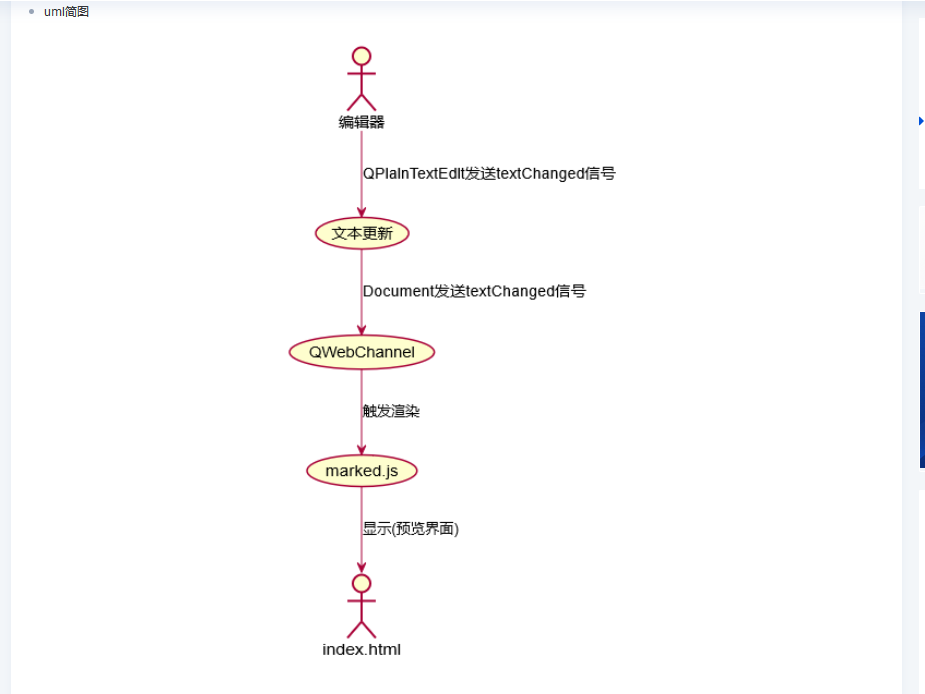 uml简图
编辑器
QPlaInTextEdIt发送textChanged信号
文本更新
Document发送textChanged信号
QWebChannel
触发渲染
marked.js
显示(预览界面)
index.html